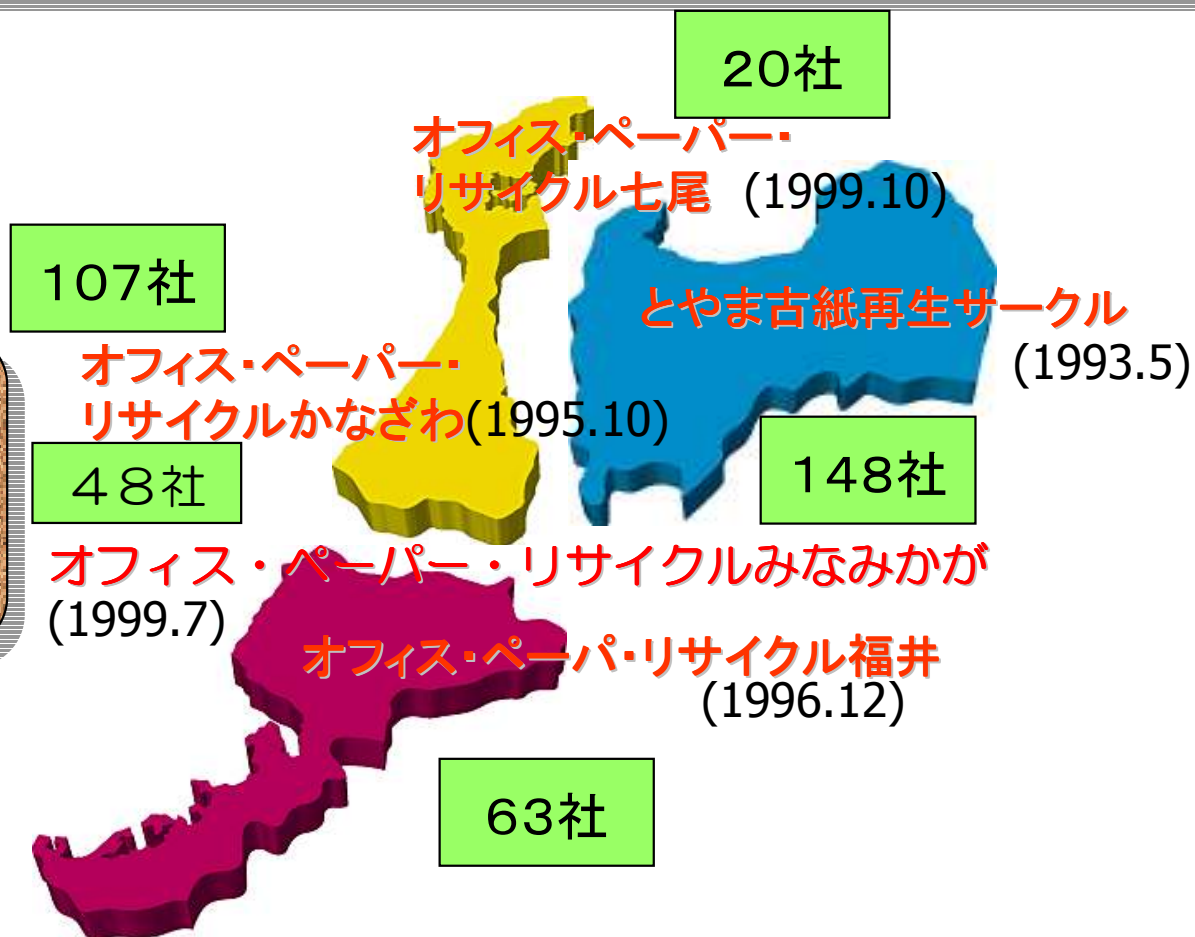 ２０社
オフィス・ペーパー・
リサイクル七尾 (1999.10)
１０７社
とやま古紙再生サークル
(1993.5)
オフィス・ペーパー・
リサイクルかなざわ(1995.10)
４８社
１４８社
オフィス・ペーパー・リサイクルみなみかが
(1999.7)
オフィス・ペーパ・リサイクル福井
(1996.12)
６３社